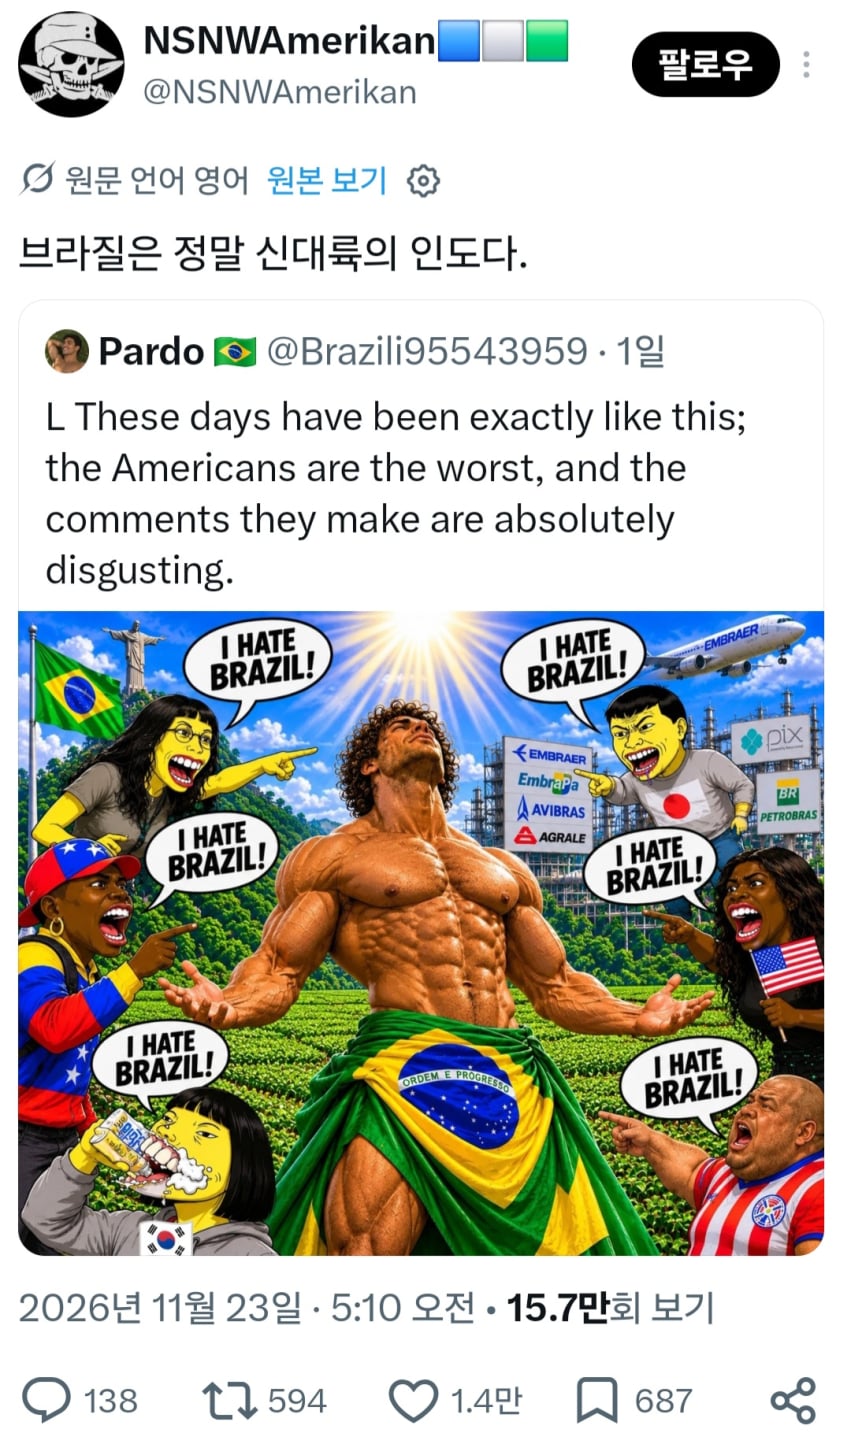 NSNWAmerikan
@NSNWAmerikan
팔로우
원문 언어 영어 원본 보기
브라질은 정말 신대륙의 인도다.
Pardo 🇧🇷 @Brazili95543959 · 1일
L These days have been exactly like this;
the Americans are the worst, and the
comments they make are absolutely
disgusting.
I HATE
BRAZIL!
I HATE
BRAZIL!
EMBRAER
EMBRAER
Embrapa
AVIBRAS
AGRALE
pix
BR
PETROBRAS
I HATE
BRAZIL!
I HATE
BRAZIL!
I HATE
BRAZIL!
I HATE
BRAZIL!
ORDEM E PROGRESSO
2026년 11월 23일 · 5:10 오전 · 15.7만회 보기
138
594
1.4만
687